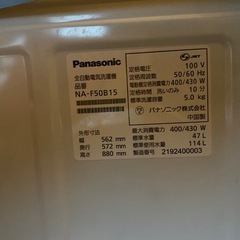 Panasonic
全自動電気洗濯機
品番
NA-F50B15
外形寸法
幅 562 mm
奥行 572 mm
高さ 880 mm
JET
定格電圧 100 V
定格周波数 50/60 Hz
電動機定格消費電力 400/430 W
定格時間 洗いのみ 10 分
標準洗濯容量 5.0 kg
パナソニック株式会社
中国製
最大消費電力 400/430 W
標準水量 47 L
標準使用水量 114 L
製造番号 2192400003